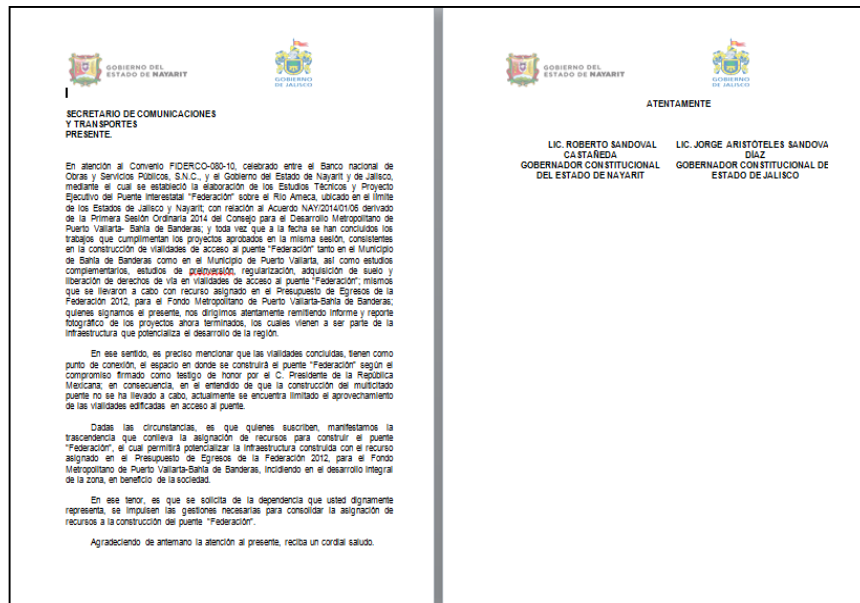 GOBIERNO DEL
ESTADO DE NAYARIT
GOBIERNO
DE JALISCO
SECRETARIO DE COMUNICACIONES
Y TRANSPORTES
PRESENTE.
En atención al Convenio FIDERCO-080-10, celebrado entre el Banco nacional de
Obras y Servicios Públicos, S.N.C., y el Gobierno del Estado de Nayarit y de Jalisco,
mediante el cual se estableció la elaboración de los Estudios Técnicos y Proyecto
Ejecutivo del Puente Interestatal "Federación" sobre el Río Ameca, ubicado en el límite
de los Estados de Jalisco y Nayarit; con relación al Acuerdo NAY/2014/01/06 derivado
de la Primera Sesión Ordinaria 2014 del Consejo para el Desarrollo Metropolitano de
Puerto Vallarta- Bahía de Banderas; y toda vez que a la fecha se han concluidos los
trabajos que cumplimentan los proyectos aprobados en la misma sesión, consistentes
en la construcción de vialidades de acceso al puente "Federación" tanto en el Municipio
de Bahía de Banderas como en el Municipio de Puerto Vallarta, así como estudios
complementarios, estudios de preinversión, regularización, adquisición de suelo y
liberación de derechos de vía en vialidades de acceso al puente "Federación"; mismos
que se llevaron a cabo con recurso asignado en el Presupuesto de Egresos de la
Federación 2012, para el Fondo Metropolitano de Puerto Vallarta-Bahía de Banderas;
quienes signamos el presente, nos dirigimos atentamente remitiendo informe y reporte
fotográfico de los proyectos ahora terminados, los cuales vienen a ser parte de la
infraestructura que potencializa el desarrollo de la región.
En ese sentido, es preciso mencionar que las vialidades concluidas, tienen como
punto de conexión, el espacio en donde se construirá el puente "Federación" según el
compromiso firmado como testigo de honor por el C. Presidente de la República
Mexicana; en consecuencia, en el entendido de que la construcción del multicitado
puente no se ha llevado a cabo, actualmente se encuentra limitado el aprovechamiento
de las vialidades edificadas en acceso al puente.
Dadas las circunstancias, es que quienes suscriben, manifestamos la
trascendencia que conlleva la asignación de recursos para construir el puente
"Federación", el cual permitirá potencializar la infraestructura construida con el recurso
asignado en el Presupuesto de Egresos de la Federación 2012, para el Fondo
Metropolitano de Puerto Vallarta-Bahía de Banderas, incidiendo en el desarrollo integral
de la zona, en beneficio de la sociedad.
En ese tenor, es que se solicita de la dependencia que usted dignamente
representa, se impulsen las gestiones necesarias para consolidar la asignación de
recursos a la construcción del puente "Federación".
Agradeciendo de antemano la atención al presente, reciba un cordial saludo.
GOBIERNO DEL
ESTADO DE NAYARIT
GOBIERNO
DE JALISCO
ATENTAMENTE
LIC. ROBERTO SANDOVAL
CASTAÑEDA
GOBERNADOR CONSTITUCIONAL
DEL ESTADO DE NAYARIT
LIC. JORGE ARISTÓTELES SANDOVA
DÍAZ
GOBERNADOR CONSTITUCIONAL DE
ESTADO DE JALISCO